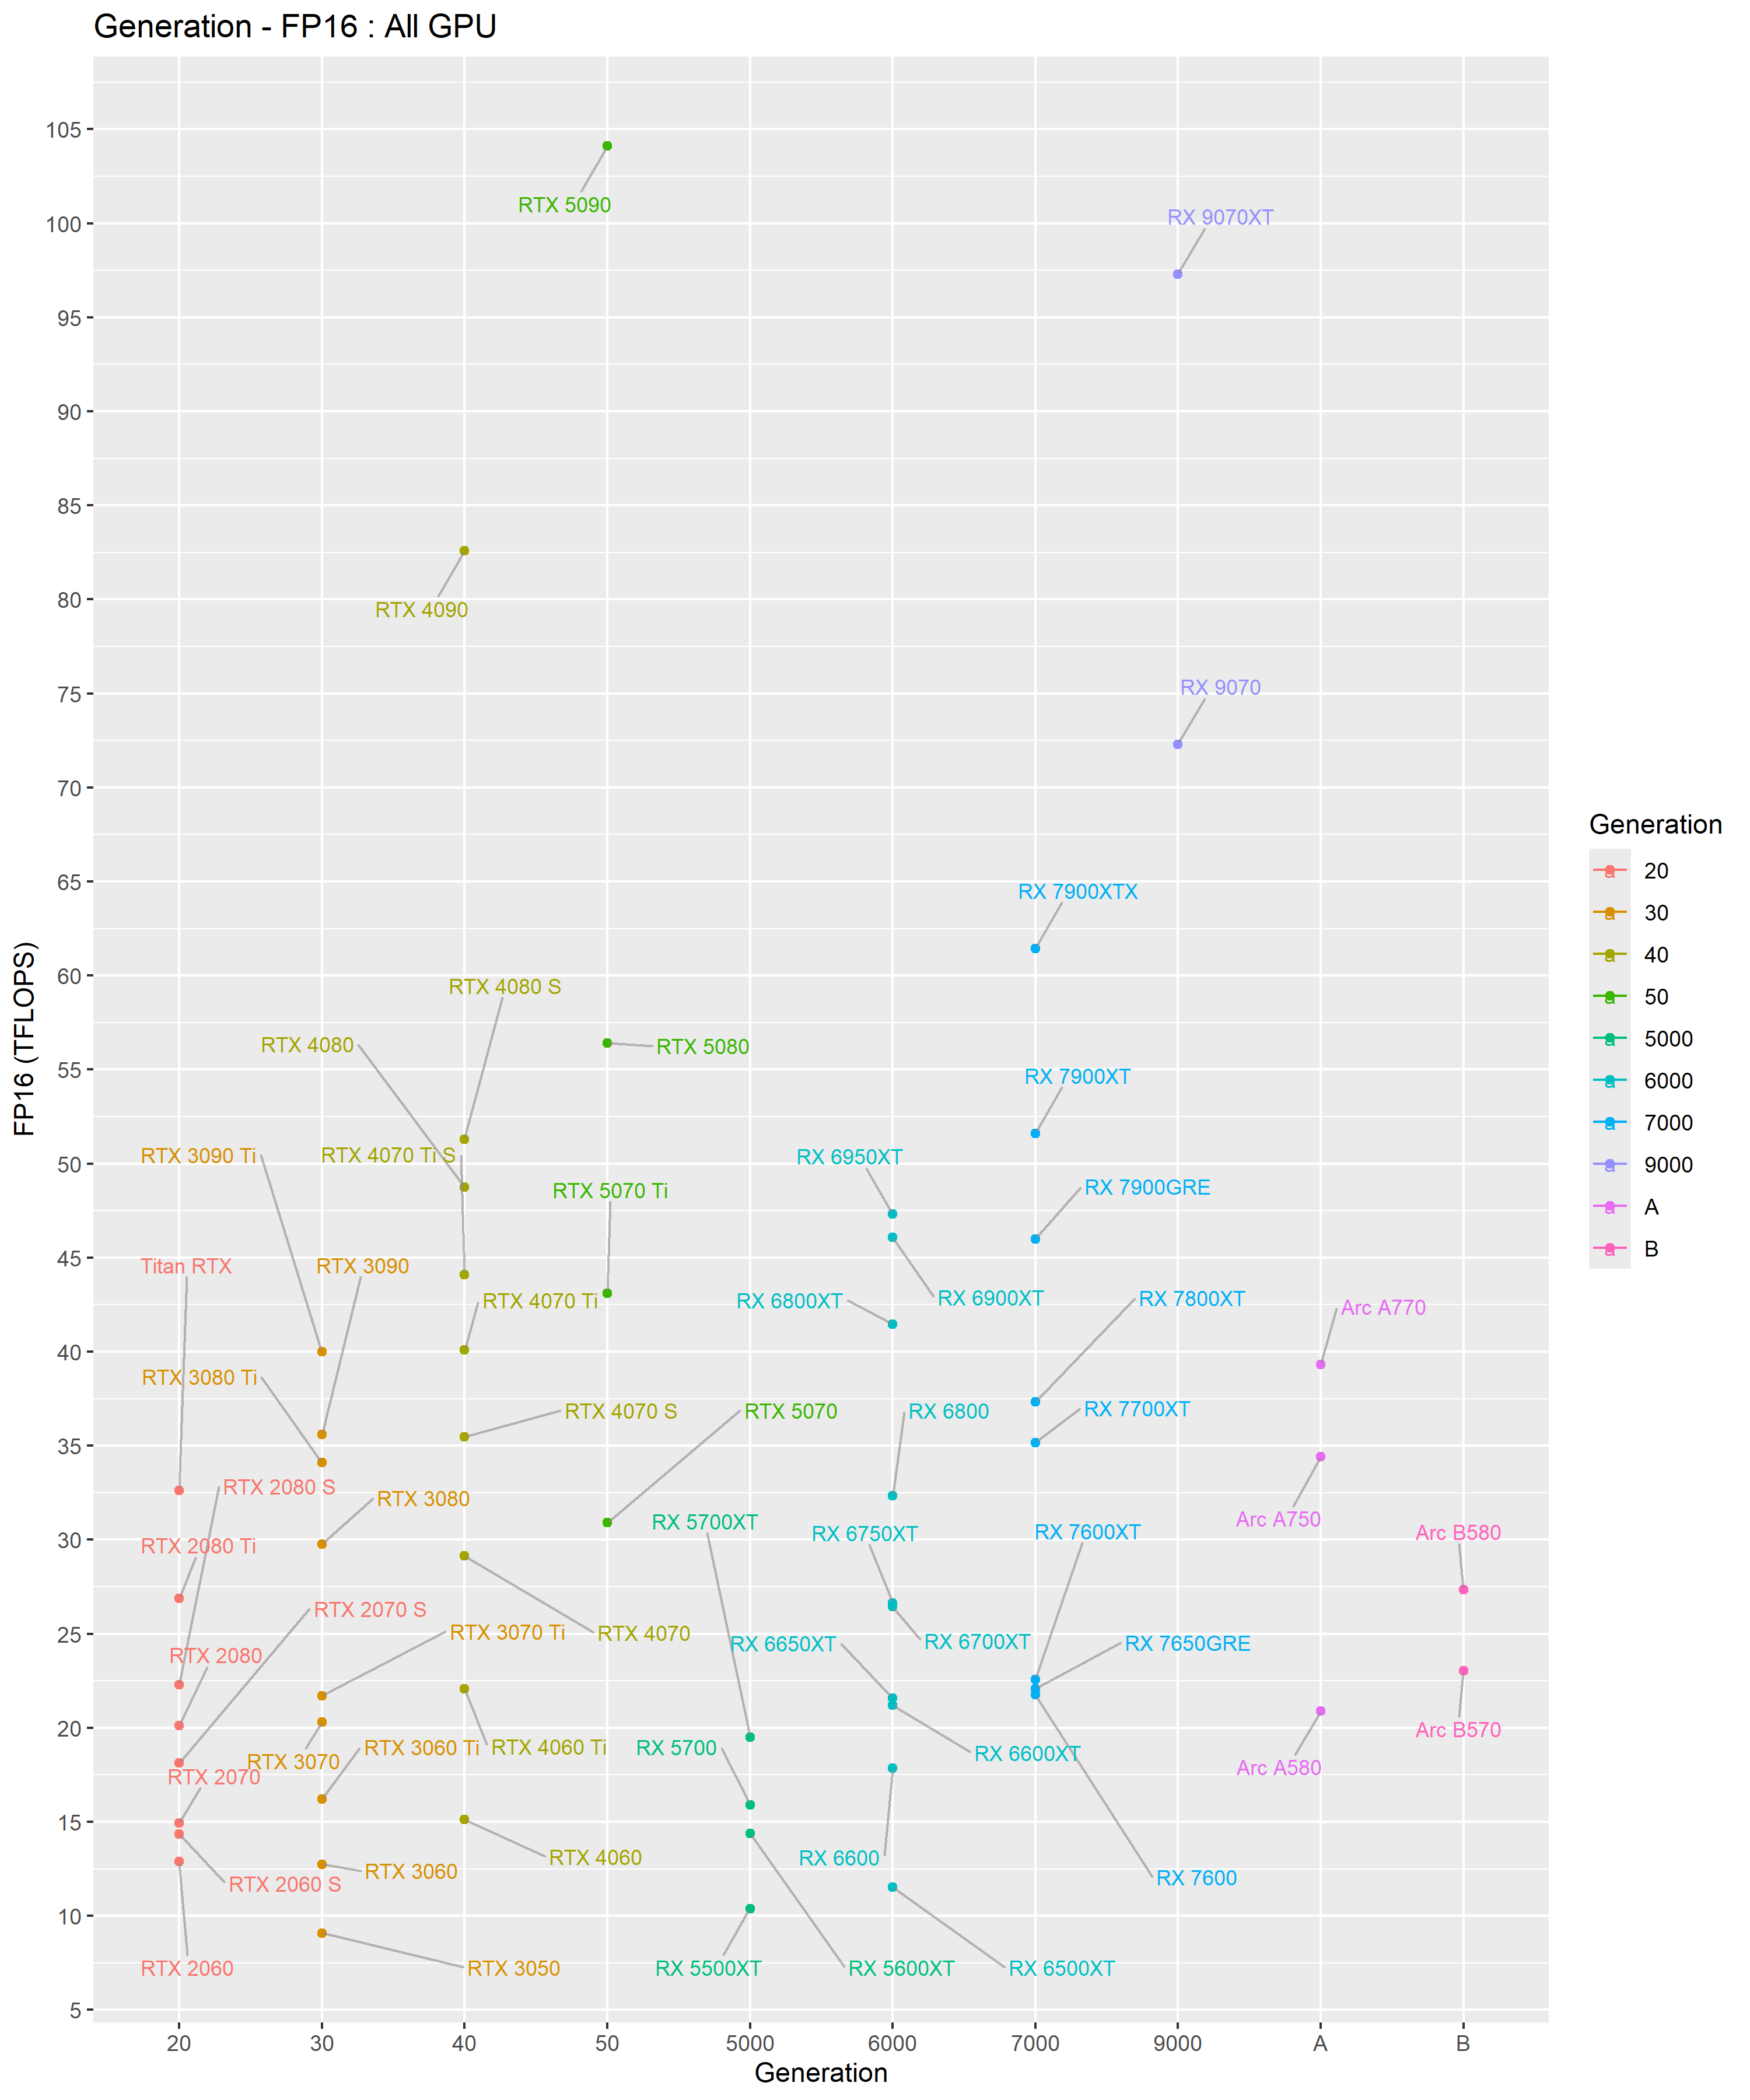 Generation - FP16 : All GPU
FP16 (TFLOPS)
105
100
95
90
85
80
75
70
65
60
55
50
45
40
35
30
25
20
15
10
5
RTX 5090
RX 9070XT
RTX 4090
RX 9070
RX 7900XTX
RTX 4080 S
RTX 4080
RTX 5080
RX 7900XT
RTX 3090 Ti
RTX 4070 Ti S
RX 6950XT
RTX 5070 Ti
RX 7900GRE
Titan RTX
RTX 3090
RTX 4070 Ti
RX 6800XT
RX 6900XT
RX 7800XT
Arc A770
RTX 3080 Ti
RTX 4070 S
RTX 5070
RX 6800
RX 7700XT
RTX 2080 S
RTX 3080
RX 5700XT
Arc A750
RX 6750XT
RX 7600XT
Arc B580
RTX 2080 Ti
RTX 2070 S
RTX 3070 Ti
RTX 4070
RX 6650XT
RX 6700XT
RX 7650GRE
RTX 2080
RTX 3070
RTX 3060 Ti
RTX 4060 Ti
RX 5700
RX 6600XT
Arc B570
Arc A580
RTX 2070
RTX 4060
RX 6600
RTX 3060
RX 7600
RTX 2060 S
RTX 2060
RTX 3050
RX 5500XT
RX 5600XT
RX 6500XT
20
30
40
50
5000
6000
7000
9000
A
B
Generation
Generation
a 20
a 30
a 40
a 50
a 5000
a 6000
a 7000
a 9000
a A
a B